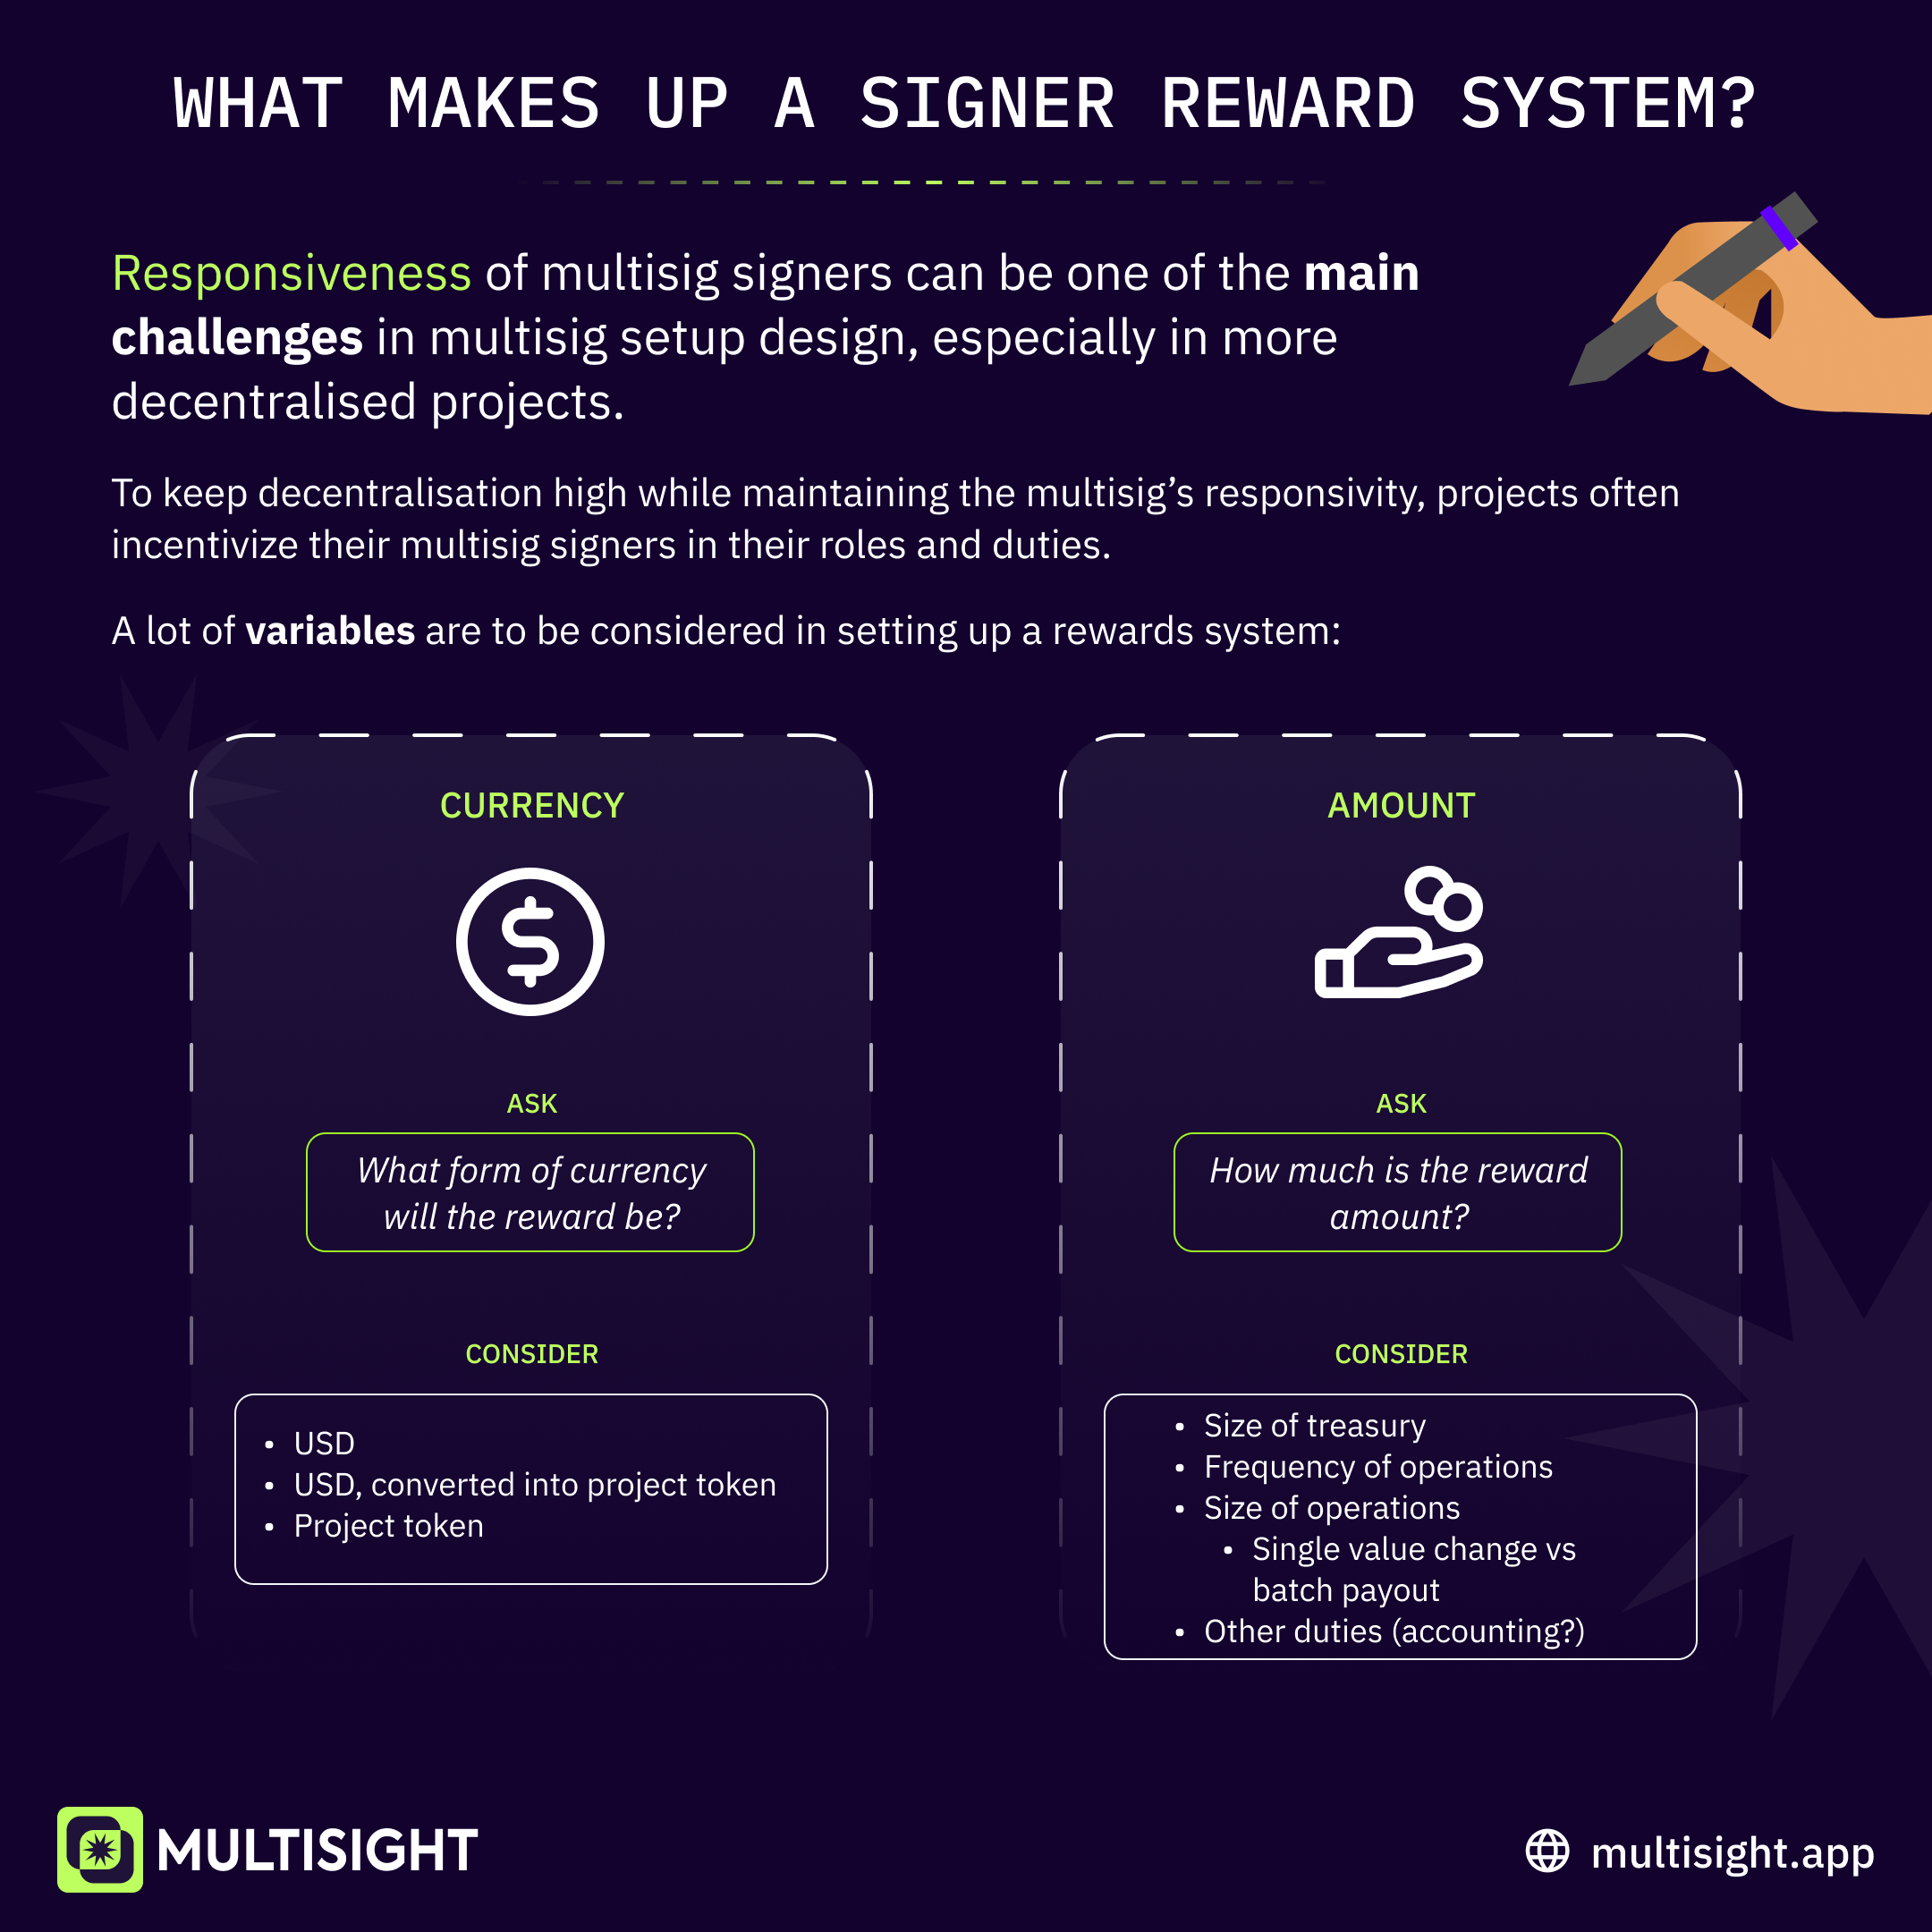 WHAT MAKES UP A SIGNER REWARD SYSTEM?
Responsiveness of multisig signers can be one of the main
challenges in multisig setup design, especially in more
decentralised projects.
To keep decentralisation high while maintaining the multisig’s responsivity, projects often
incentivize their multisig signers in their roles and duties.
A lot of variables are to be considered in setting up a rewards system:
CURRENCY
$
ASK
What form of currency
will the reward be?
CONSIDER
• USD
• USD, converted into project token
• Project token
AMOUNT
ASK
How much is the reward
amount?
CONSIDER
• Size of treasury
• Frequency of operations
• Size of operations
• Single value change vs
batch payout
• Other duties (accounting?)
MULTISIGHT
multisight.app